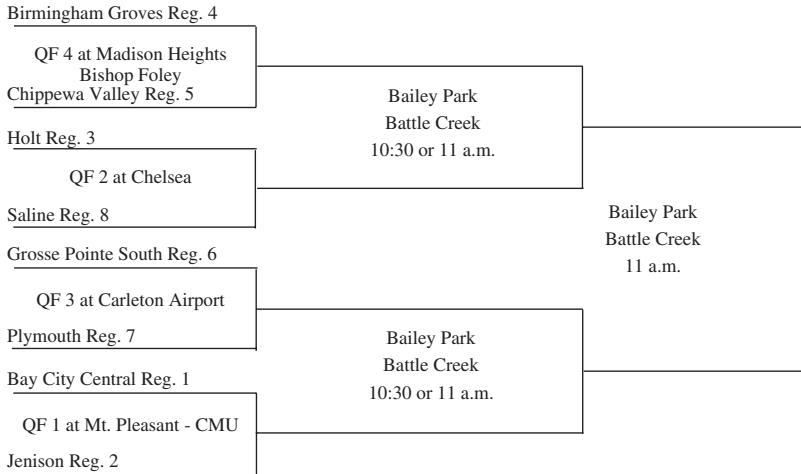 Birmingham Groves Reg. 4
QF 4 at Madison Heights
Bishop Foley
Chippewa Valley Reg. 5
Bailey Park
Battle Creek
10:30 or 11 a.m.
Holt Reg. 3
QF 2 at Chelsea
Saline Reg. 8
Bailey Park
Battle Creek
11 a.m.
Grosse Pointe South Reg. 6
QF 3 at Carleton Airport
Plymouth Reg. 7
Bailey Park
Battle Creek
10:30 or 11 a.m.
Bay City Central Reg. 1
QF 1 at Mt. Pleasant - CMU
Jenison Reg. 2